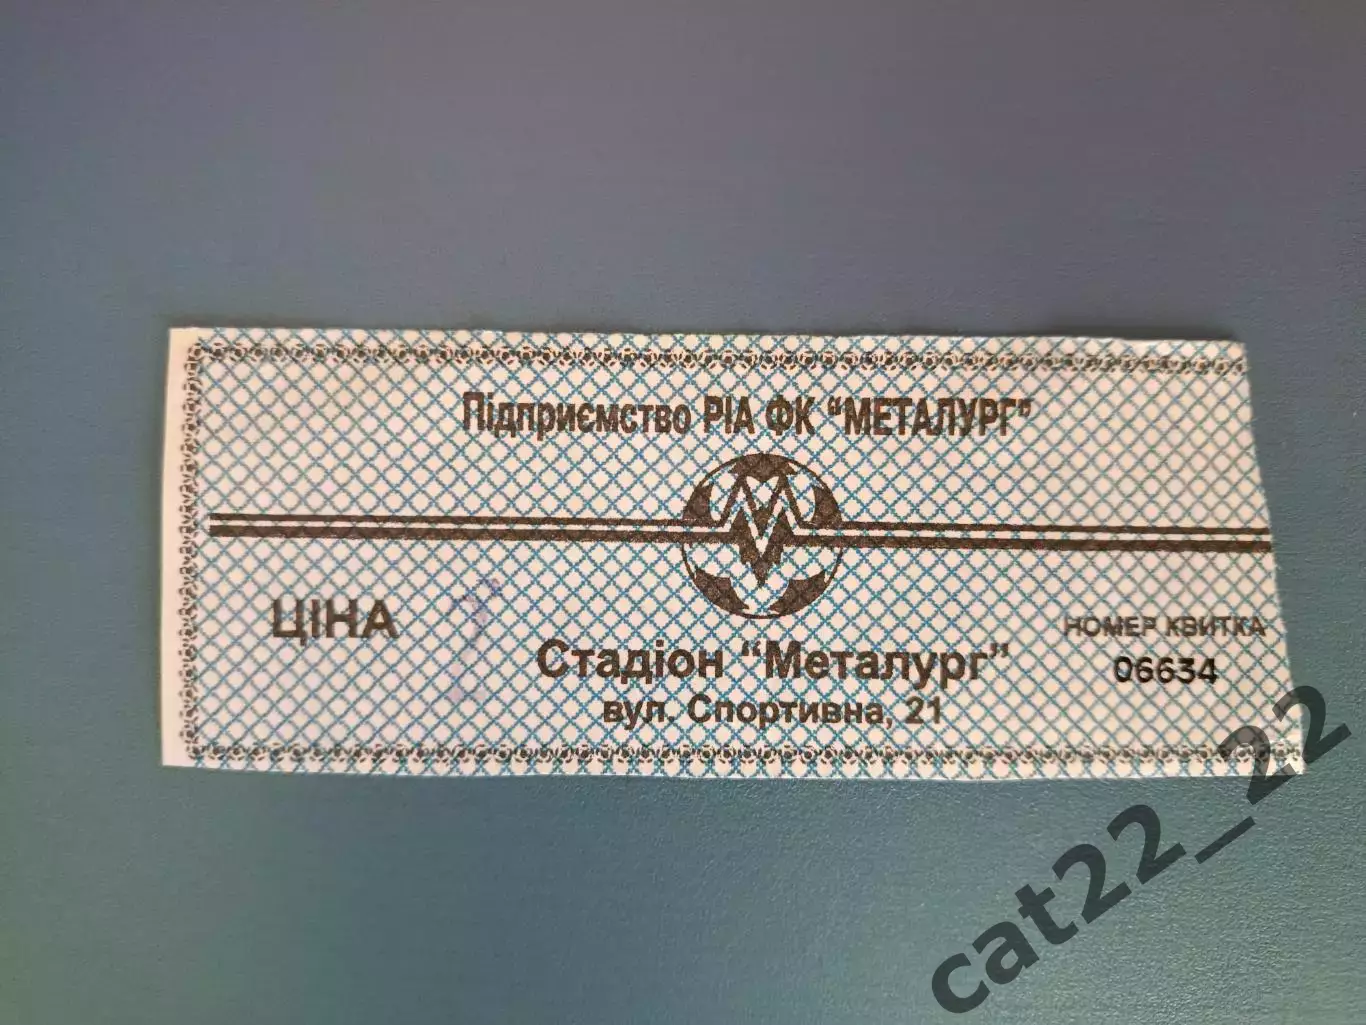 Підприємство РІА ФК "МЕТАЛУРГ"
ЦІНА
Стадіон "Металург"
вул. Спортивна, 21
НОМЕР КВИТКА
06634
cat22_22